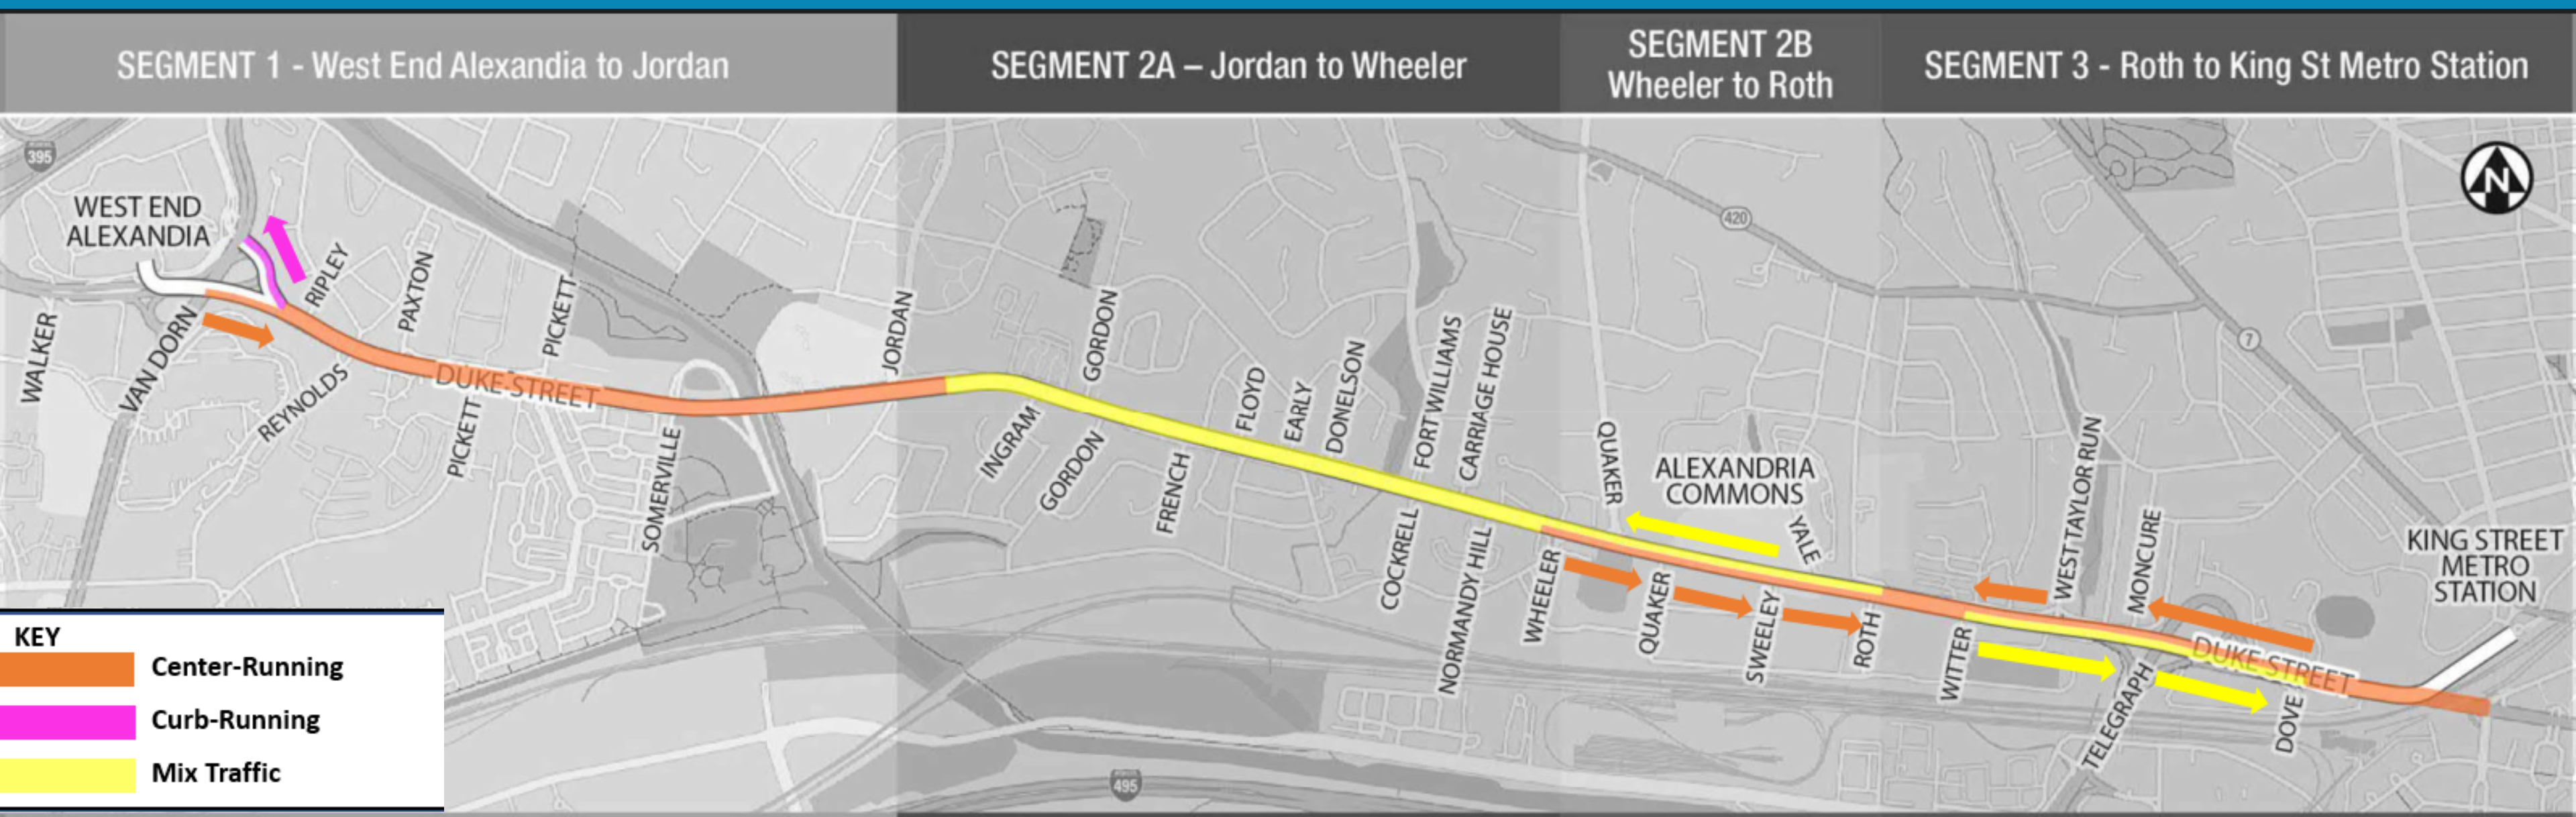 SEGMENT 1 - West End Alexandia to Jordan
SEGMENT 2A – Jordan to Wheeler
SEGMENT 2B
Wheeler to Roth
SEGMENT 3 - Roth to King St Metro Station
395
WEST END
ALEXANDIA
N
420
7
WALKER
VAN DORN
RIPLEY
REYNOLDS
PAXTON
PICKETT
PICKETT
DUKE STREET
SOMERVILLE
JORDAN
INGRAM
GORDON
GORDON
FRENCH
FLOYD
EARLY
DONELSON
FORT WILLIAMS
CARRIAGE HOUSE
COCKRELL
NORMANDY HILL
WHEELER
QUAKER
QUAKER
ALEXANDRIA
COMMONS
YALE
SWEELEY
ROTH
WITTER
WEST TAYLOR RUN
MONCURE
TELEGRAPH
DUKE STREET
DOVE
KING STREET
METRO
STATION
495
KEY
Center-Running
Curb-Running
Mix Traffic